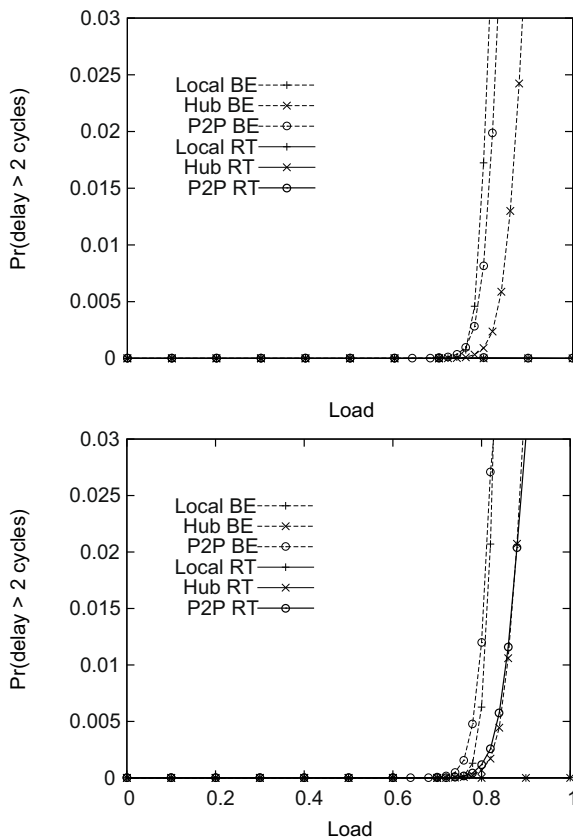 0.03
0.025
0.02
0.015
0.01
0.005
0
Pr(delay > 2 cycles)
Local BE
Hub BE
P2P BE
Local RT
Hub RT
P2P RT
Load
0.03
0.025
0.02
0.015
0.01
0.005
0
Pr(delay > 2 cycles)
Local BE
Hub BE
P2P BE
Local RT
Hub RT
P2P RT
0 0.2 0.4 0.6 0.8 1
Load